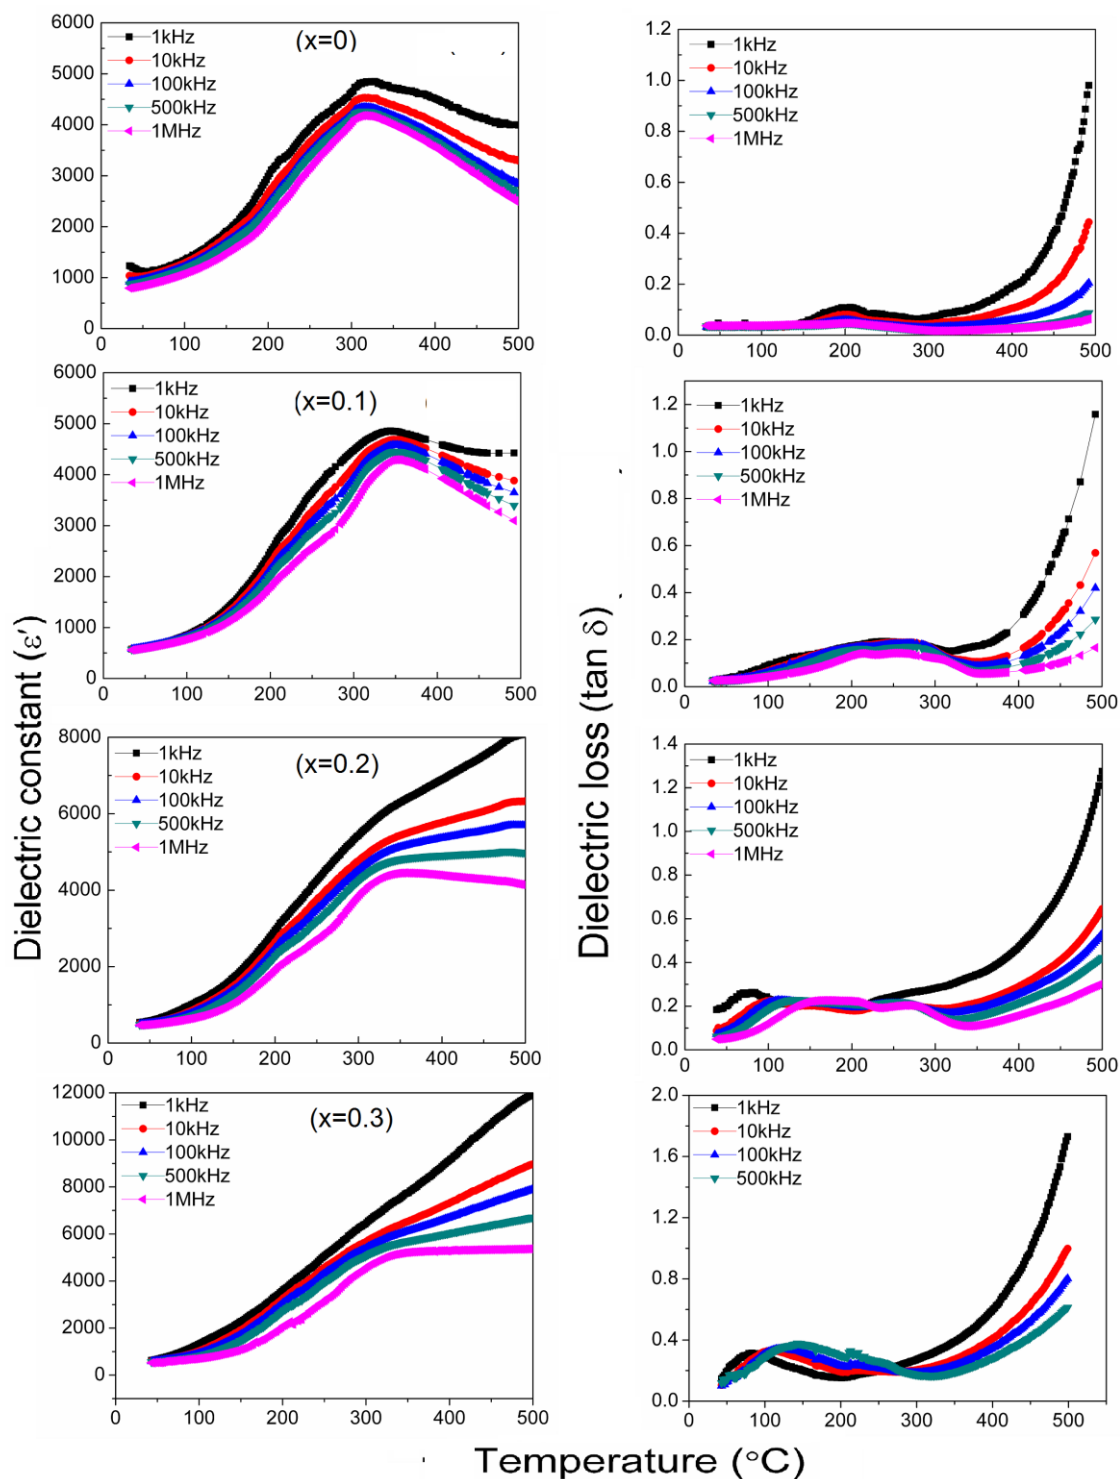 6000
5000
4000
3000
2000
1000
0
0 100 200 300 400 500
1kHz
10kHz
100kHz
500kHz
1MHz
(x=0)
1.2
1.0
0.8
0.6
0.4
0.2
0.0
0 100 200 300 400 500
1kHz
10kHz
100kHz
500kHz
1MHz
6000
5000
4000
3000
2000
1000
0
0 100 200 300 400 500
1kHz
10kHz
100kHz
500kHz
1MHz
(x=0.1)
1.2
1.0
0.8
0.6
0.4
0.2
0.0
0 100 200 300 400 500
1kHz
10kHz
100kHz
500kHz
1MHz
Dielectric constant (ε′)
Dielectric loss (tan δ)
8000
6000
4000
2000
0
0 100 200 300 400 500
1kHz
10kHz
100kHz
500kHz
1MHz
(x=0.2)
1.4
1.2
1.0
0.8
0.6
0.4
0.2
0.0
0 100 200 300 400 500
1kHz
10kHz
100kHz
500kHz
1MHz
12000
10000
8000
6000
4000
2000
0
0 100 200 300 400 500
1kHz
10kHz
100kHz
500kHz
1MHz
(x=0.3)
2.0
1.6
1.2
0.8
0.4
0.0
0 100 200 300 400 500
1kHz
10kHz
100kHz
500kHz
Temperature (°C)